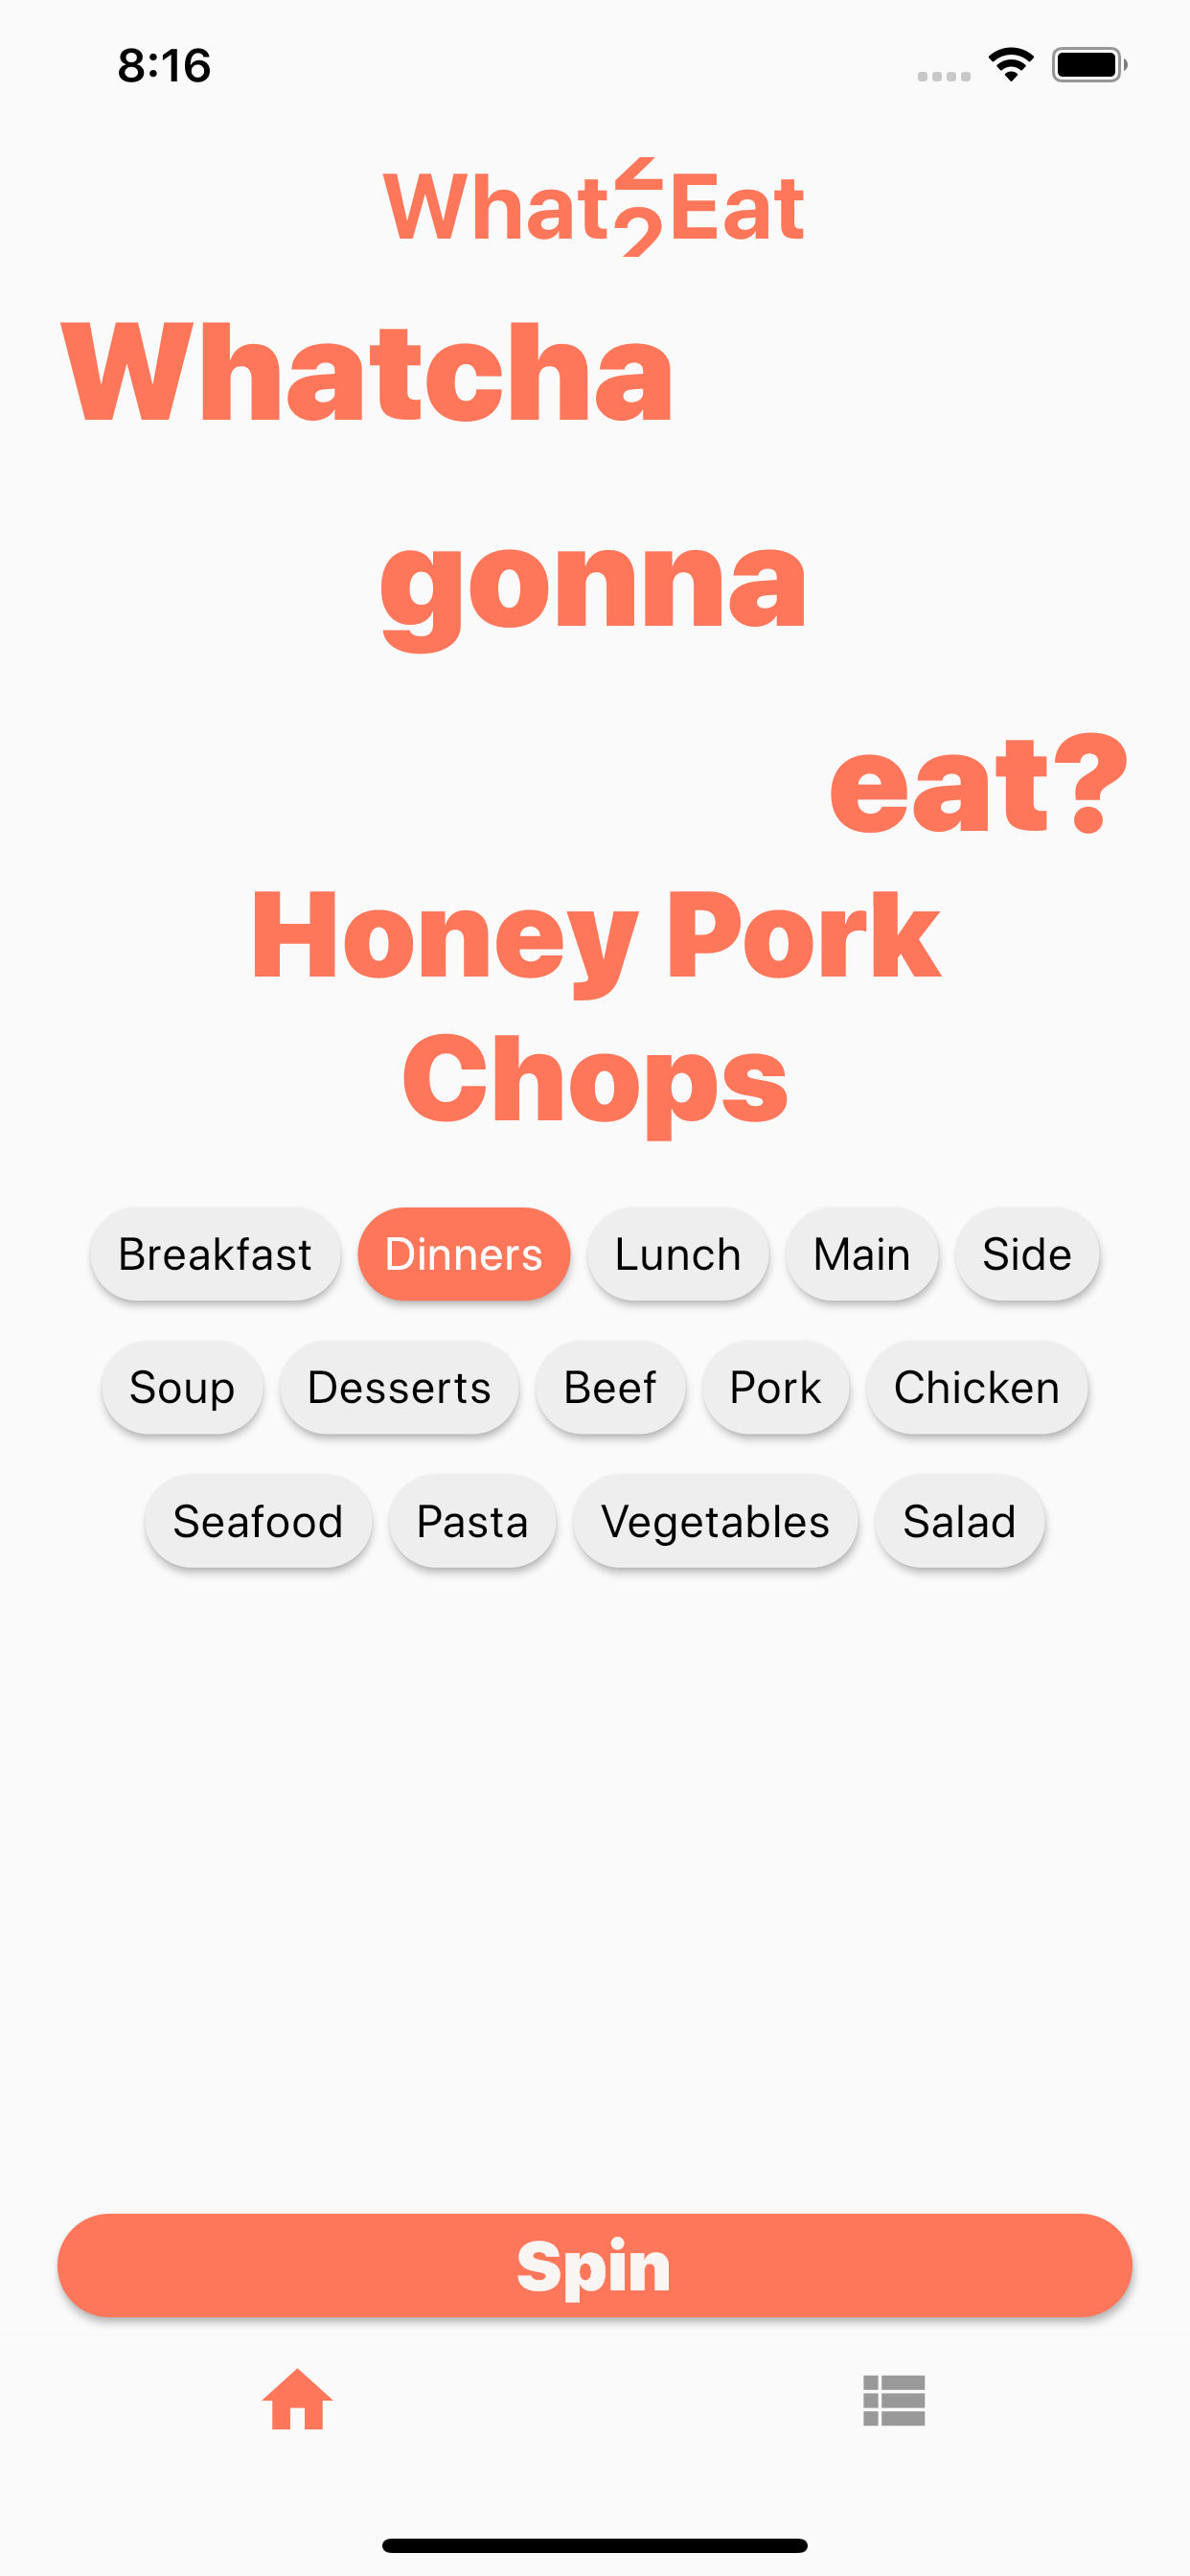 8:16
What2Eat
Whatcha
gonna
eat?
Honey Pork
Chops
Breakfast Dinners Lunch Main Side
Soup Desserts Beef Pork Chicken
Seafood Pasta Vegetables Salad
Spin